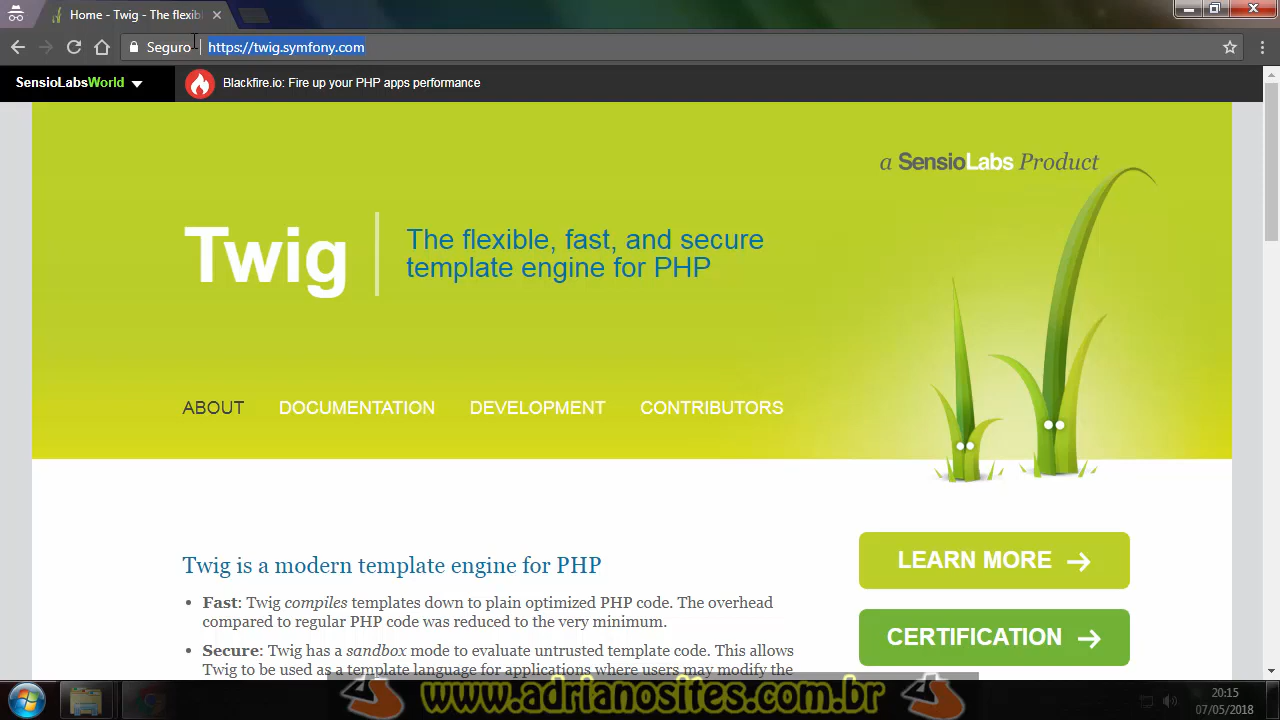 Home - Twig - The flexib
Seguro
https://twig.symfony.com
SensioLabsWorld
Blackfire.io: Fire up your PHP apps performance
a SensioLabs Product
Twig
The flexible, fast, and secure
template engine for PHP
ABOUT
DOCUMENTATION
DEVELOPMENT
CONTRIBUTORS
Twig is a modern template engine for PHP
LEARN MORE
• Fast: Twig compiles templates down to plain optimized PHP code. The overhead
compared to regular PHP code was reduced to the very minimum.
CERTIFICATION
• Secure: Twig has a sandbox mode to evaluate untrusted template code. This allows
Twig to be used as a template language for applications where users may modify the
www.adrianosites.com.br
20:15
07/05/2018